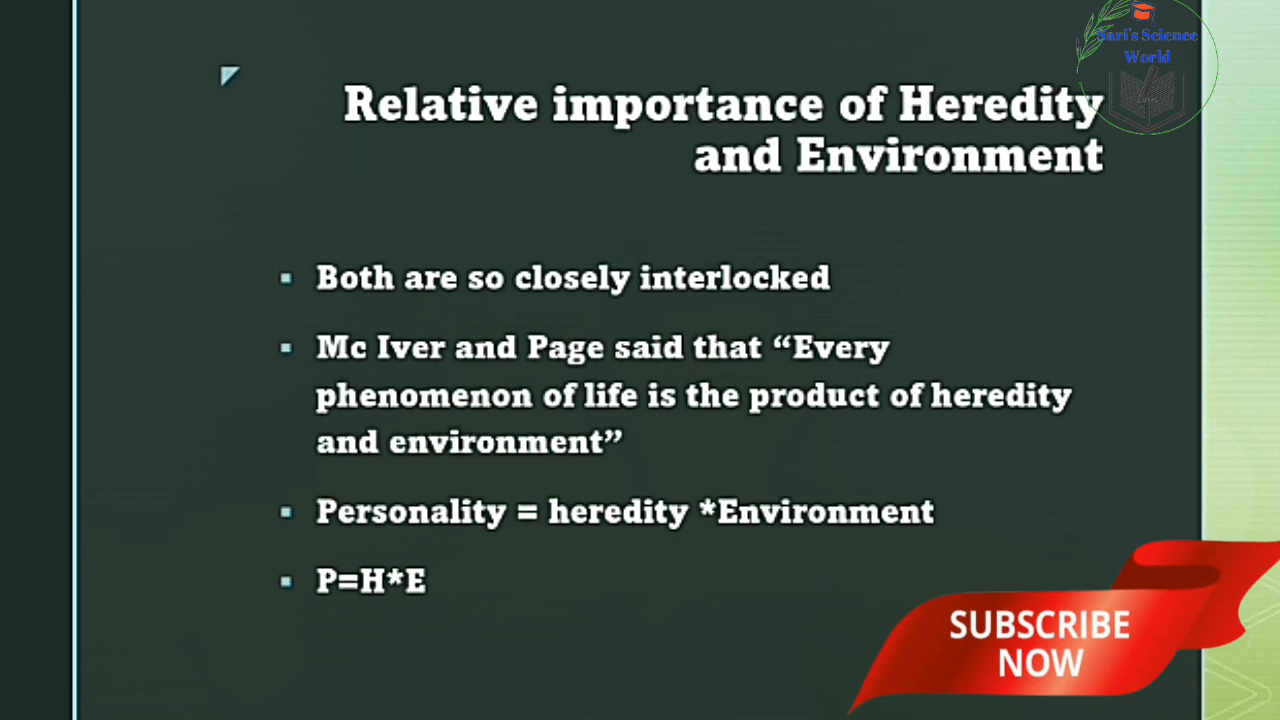 Sarl's Science
World
Relative importance of Heredity
and Environment
Both are so closely interlocked
Mc Iver and Page said that “Every
phenomenon of life is the product of heredity
and environment”
Personality = heredity *Environment
P=H*E
SUBSCRIBE
NOW